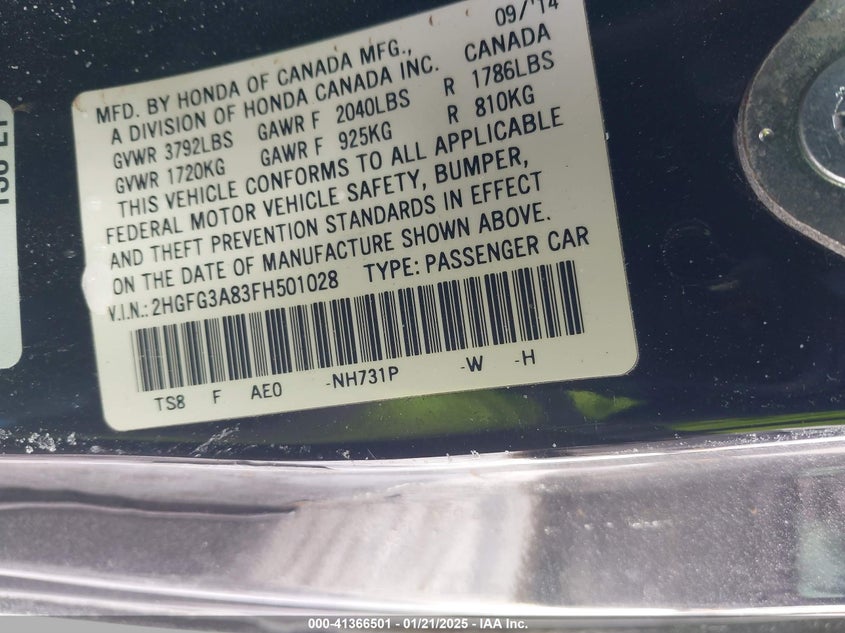 09/'14
MFD. BY HONDA OF CANADA MFG.,
A DIVISION OF HONDA CANADA INC. CANADA
GVWR 3792LBS GAWR F 2040LBS R 1786LBS
GVWR 1720KG GAWR F 925KG R 810KG
THIS VEHICLE CONFORMS TO ALL APPLICABLE
FEDERAL MOTOR VEHICLE SAFETY, BUMPER,
AND THEFT PREVENTION STANDARDS IN EFFECT
ON THE DATE OF MANUFACTURE SHOWN ABOVE.
V.I.N.: 2HGFG3A83FH501028 TYPE: PASSENGER CAR
TS8 F AE0 -NH731P -W -H
000-41366501 - 01/21/2025 - IAA Inc.